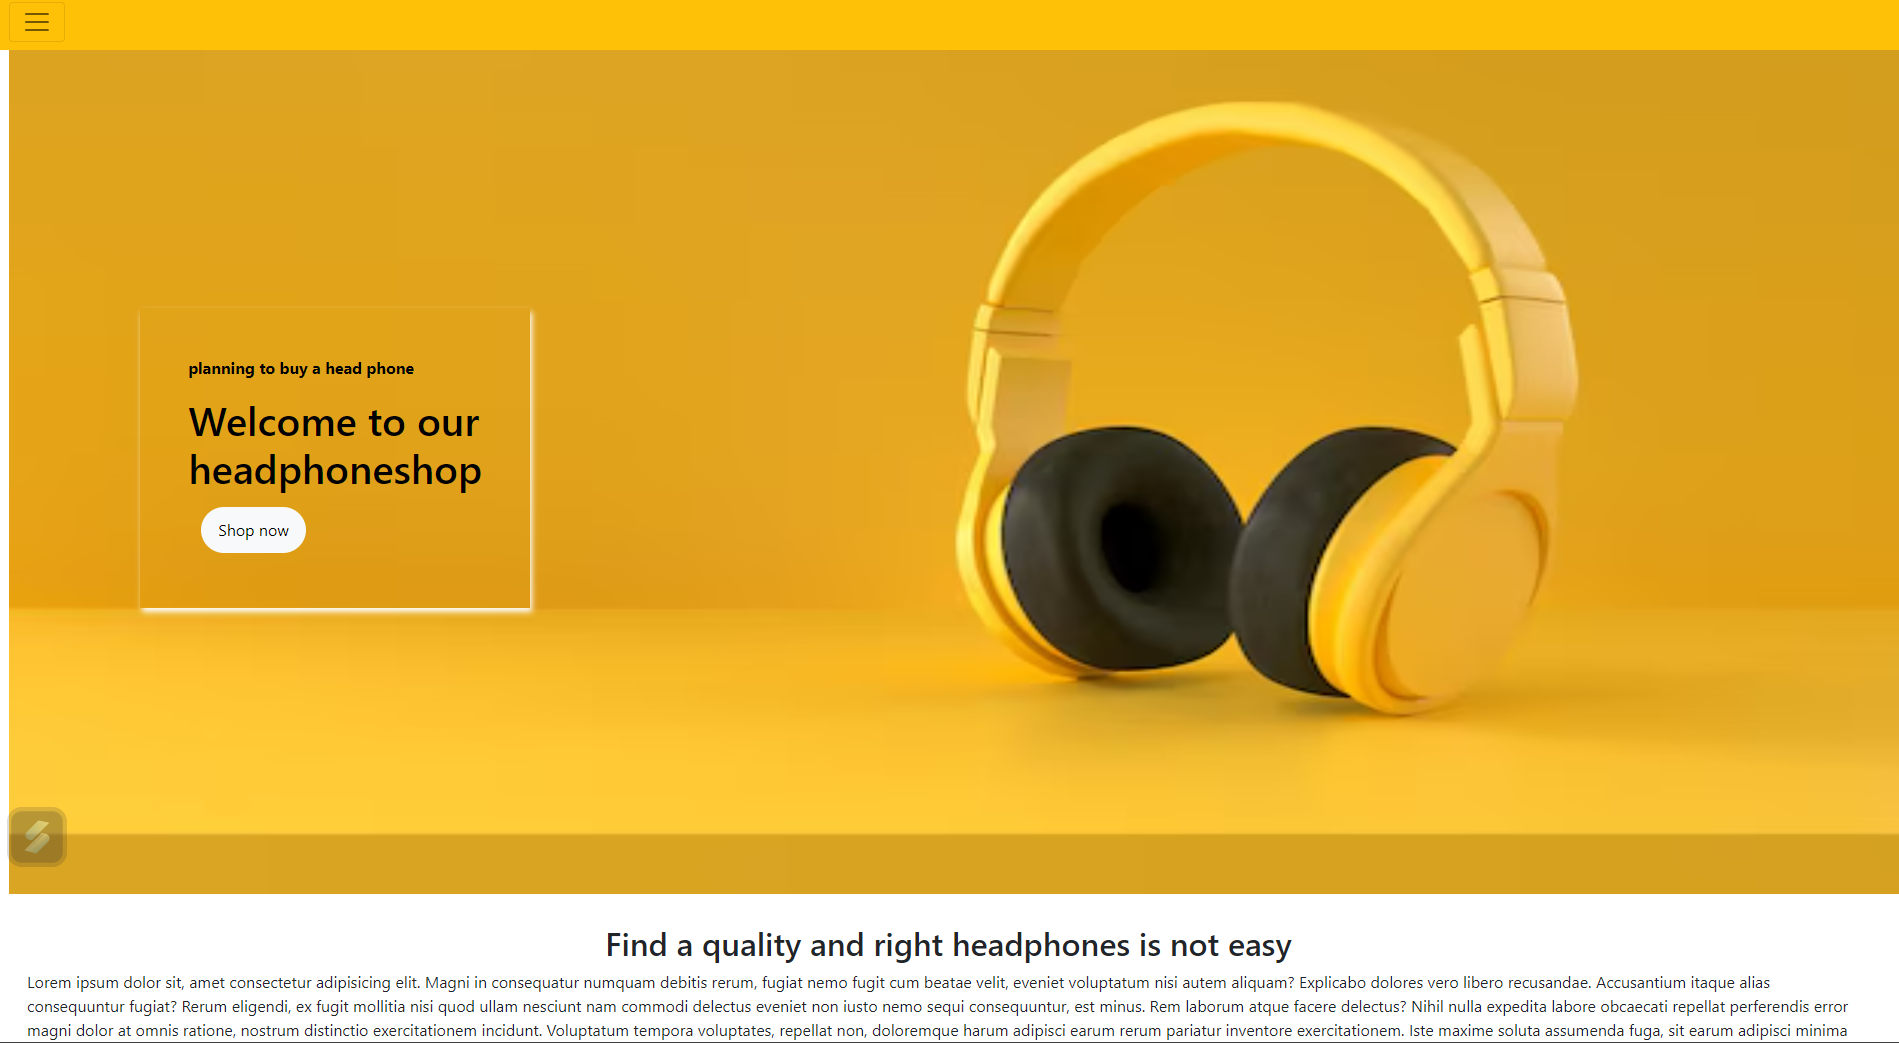 planning to buy a head phone
Welcome to our
headphoneshop
Shop now
Find a quality and right headphones is not easy
Lorem ipsum dolor sit, amet consectetur adipisicing elit. Magni in consequatur numquam debitis rerum, fugiat nemo fugit cum beatae velit, eveniet voluptatum nisi autem aliquam? Explicabo dolores vero libero recusandae. Accusantium itaque alias
consequuntur fugiat? Rerum eligendi, ex fugit mollitia nisi quod ullam nesciunt nam commodi delectus eveniet non iusto nemo sequi consequuntur, est minus. Rem laborum atque facere delectus? Nihil nulla expedita labore obcaecati repellat perferendis error
magni dolor at omnis ratione, nostrum distinctio exercitationem incidunt. Voluptatum tempora voluptates, repellat non, doloremque harum adipisci earum rerum pariatur inventore exercitationem. Iste maxime soluta assumenda fuga, sit earum adipisci minima